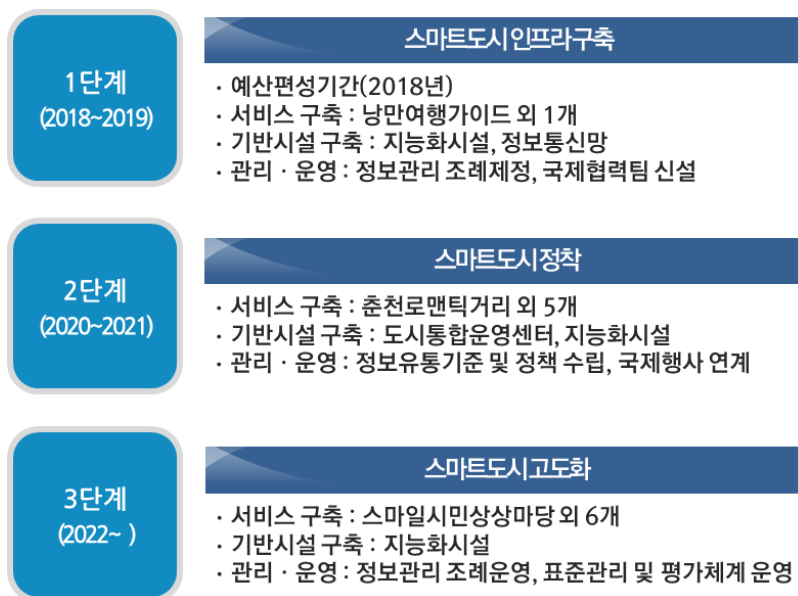 1단계
(2018~2019)
스마트도시인프라구축
· 예산편성기간(2018년)
· 서비스 구축 : 낭만여행가이드 외 1개
· 기반시설 구축 : 지능화시설, 정보통신망
· 관리 · 운영 : 정보관리 조례제정, 국제협력팀 신설
2단계
(2020~2021)
스마트도시정착
· 서비스 구축 : 춘천로맨틱거리 외 5개
· 기반시설 구축 : 도시통합운영센터, 지능화시설
· 관리 · 운영 : 정보유통기준 및 정책 수립, 국제행사 연계
3단계
(2022~ )
스마트도시고도화
· 서비스 구축 : 스마일시민상상마당 외 6개
· 기반시설 구축 : 지능화시설
· 관리 · 운영 : 정보관리 조례운영, 표준관리 및 평가체계 운영